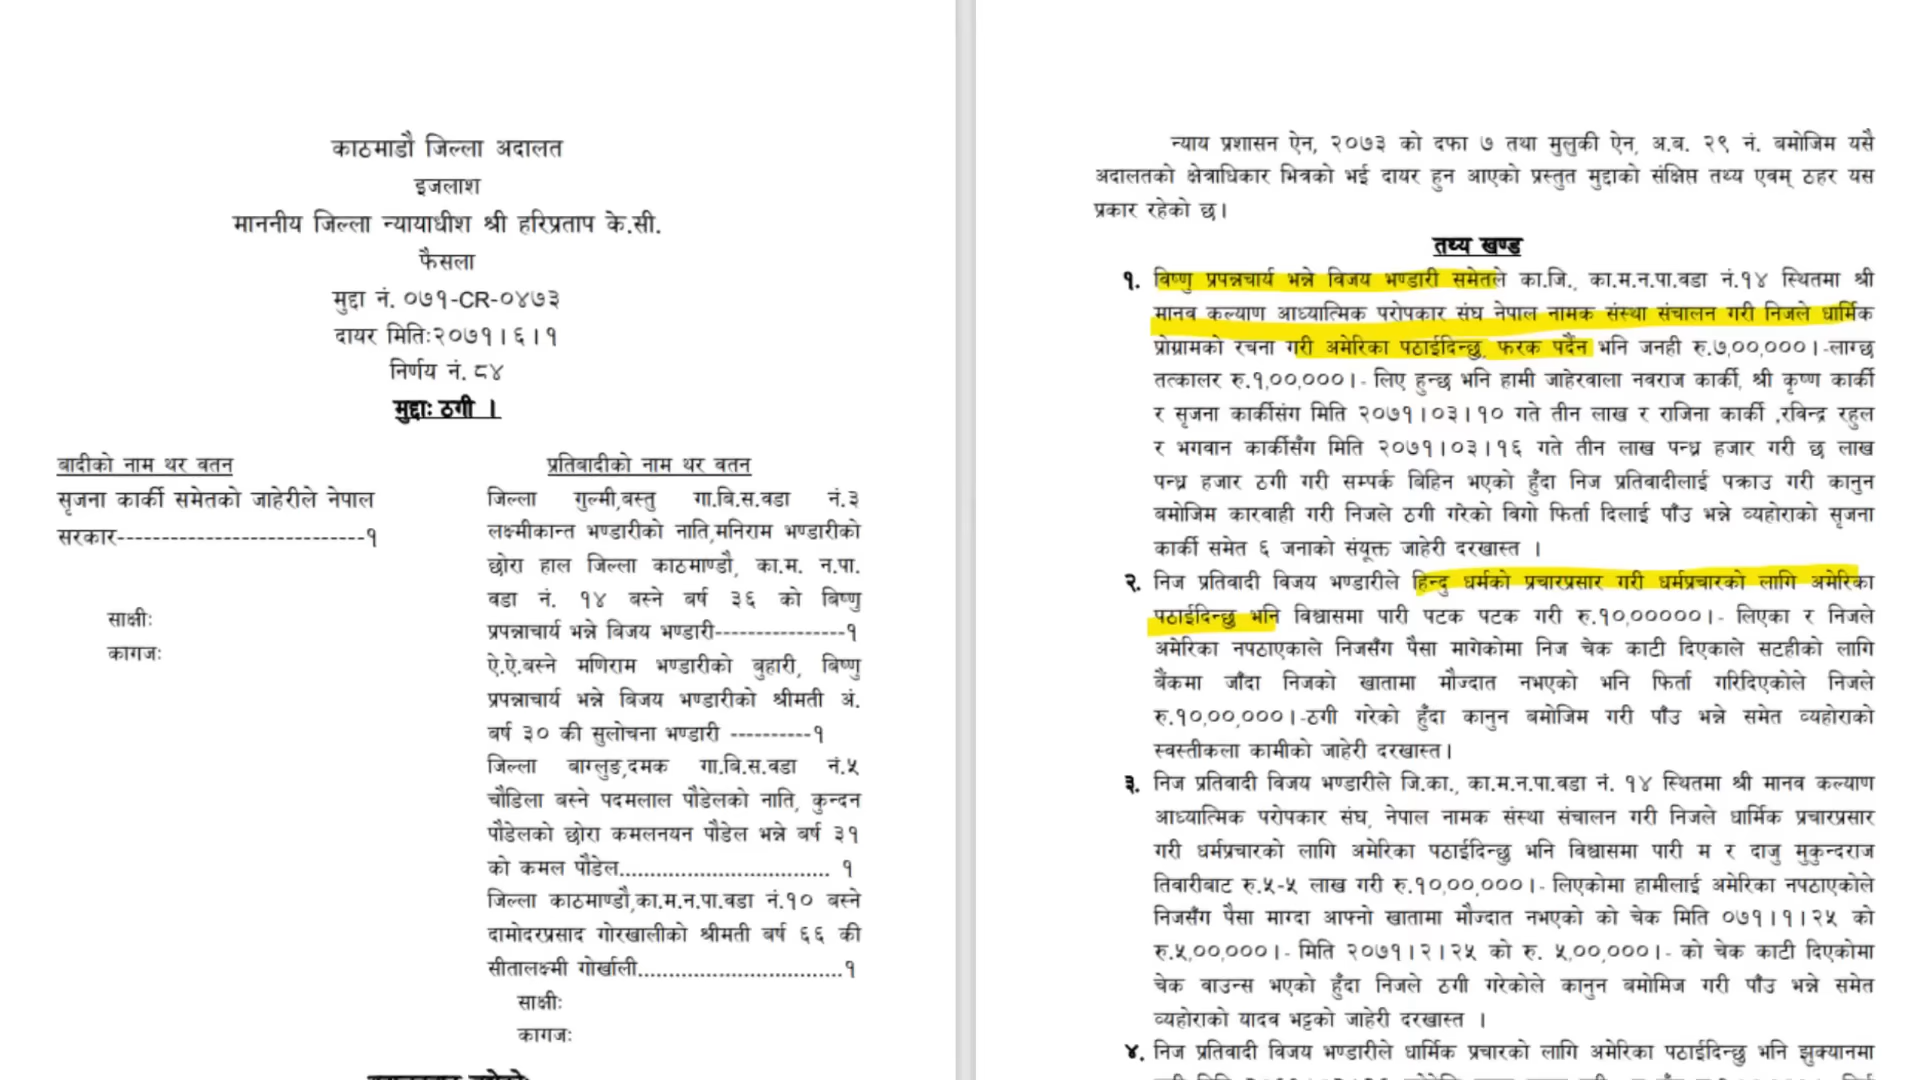 काठमाडौ जिल्ला अदालत
इजलाश
माननीय जिल्ला न्यायाधीश श्री हरिप्रताप के.सी.
फैसला
मुद्दा नं. ०७१-CR-०४७३
दायर मितिः२०७१।६।१
निर्णय नं. ८४
मुद्दाः ठगी ।
बादीको नाम थर वतन
सृजना कार्की समेतको जाहेरीले नेपाल
सरकार----------------------------१
साक्षीः
कागजः
प्रतिबादीको नाम थर वतन
जिल्ला गुल्मी,बस्तु गा.बि.स.वडा नं.३
लक्ष्मीकान्त भण्डारीको नाति,मनिराम भण्डारीको
छोरा हाल जिल्ला काठमाण्डौ, का.म. न.पा.
वडा नं. १४ बस्ने बर्ष ३६ को बिष्णु
प्रपन्नाचार्य भन्ने बिजय भण्डारी---------------१
ऐ.ऐ.बस्ने मणिराम भण्डारीको बुहारी, बिष्णु
प्रपन्नाचार्य भन्ने बिजय भण्डारीको श्रीमती अं.
बर्ष ३० की सुलोचना भण्डारी ----------१
जिल्ला बाग्लुङ,दमक गा.बि.स.वडा नं.५
चौडिला बस्ने पदमलाल पौडेलको नाति, कुन्दन
पौडेलको छोरा कमलनयन पौडेल भन्ने बर्ष ३१
को कमल पौडेल.................................. १
जिल्ला काठमाण्डौ,का.म.न.पा.वडा नं.१० बस्ने
दामोदरप्रसाद गोरखालीको श्रीमती बर्ष ६६ की
सीतालक्ष्मी गोर्खाली.................................१
साक्षीः
कागजः
न्याय प्रशासन ऐन, २०७३ को दफा ७ तथा मुलुकी ऐन, अ.ब. २९ नं. बमोजिम यसै
अदालतको क्षेत्राधिकार भित्रको भई दायर हुन आएको प्रस्तुत मुद्दाको संक्षिप्त तथ्य एवम् ठहर यस
प्रकार रहेको छ।
तथ्य खण्ड
१. विष्णु प्रपन्नचार्य भन्ने विजय भण्डारी समेतले का.जि., का.म.न.पा.वडा नं.१४ स्थितमा श्री
मानव कल्याण आध्यात्मिक परोपकार संघ नेपाल नामक संस्था संचालन गरी निजले धार्मिक
प्रोग्रामको रचना गरी अमेरिका पठाईदिन्छु, फरक पर्दैन भनि जनही रु.७,००,०००।-लाग्छ
तत्कालर रु.१,००,०००।- लिए हुन्छ भनि हामी जाहेरवाला नवराज कार्की, श्री कृष्ण कार्की
र सृजना कार्कीसंग मिति २०७१।०३।१० गते तीन लाख र राजिना कार्की ,रविन्द्र रहुल
र भगवान कार्कीसँग मिति २०७१।०३।१६ गते तीन लाख पन्ध्र हजार गरी छ लाख
पन्ध्र हजार ठगी गरी सम्पर्क बिहिन भएको हुँदा निज प्रतिवादीलाई पक्राउ गरी कानुन
बमोजिम कारवाही गरी निजले ठगी गरेको विगो फिर्ता दिलाई पाँउ भन्ने व्यहोराको सृजना
कार्की समेत ६ जनाको संयूक्त जाहेरी दरखास्त ।
२. निज प्रतिवादी विजय भण्डारीले हिन्दु धर्मको प्रचारप्रसार गरी धर्मप्रचारको लागि अमेरिका
पठाईदिन्छु भनि विश्वासमा पारी पटक पटक गरी रु.१०,०००००।- लिएका र निजले
अमेरिका नपठाएकाले निजसँग पैसा मागेकोमा निज चेक काटी दिएकाले सटहीको लागि
बैंकमा जाँदा निजको खातामा मौज्दात नभएको भनि फिर्ता गरिदिएकोले निजले
रु.१०,००,०००।-ठगी गरेको हुँदा कानुन बमोजिम गरी पाँउ भन्ने समेत व्यहोराको
स्वस्तीकला कामीको जाहेरी दरखास्त।
३. निज प्रतिवादी विजय भण्डारीले जि.का., का.म.न.पा.वडा नं. १४ स्थितमा श्री मानव कल्याण
आध्यात्मिक परोपकार संघ, नेपाल नामक संस्था संचालन गरी निजले धार्मिक प्रचारप्रसार
गरी धर्मप्रचारको लागि अमेरिका पठाईदिन्छु भनि विश्वासमा पारी म र दाजु मुकुन्दराज
तिवारीबाट रु.५-५ लाख गरी रु.१०,००,०००।- लिएकोमा हामीलाई अमेरिका नपठाएकोले
निजसँग पैसा माग्दा आफ्नो खातामा मौज्दात नभएको को चेक मिति ०७१।१।२५ को
रु.५,००,०००।- मिति २०७१।२।२५ को रु. ५,००,०००।- को चेक काटी दिएकोमा
चेक वाउन्स भएको हुँदा निजले ठगी गरेकोले कानुन बमोमिज गरी पाँउ भन्ने समेत
व्यहोराको यादव भट्टको जाहेरी दरखास्त ।
४. निज प्रतिवादी विजय भण्डारीले धार्मिक प्रचारको लागि अमेरिका पठाईदिन्छु भनि झुक्यानमा